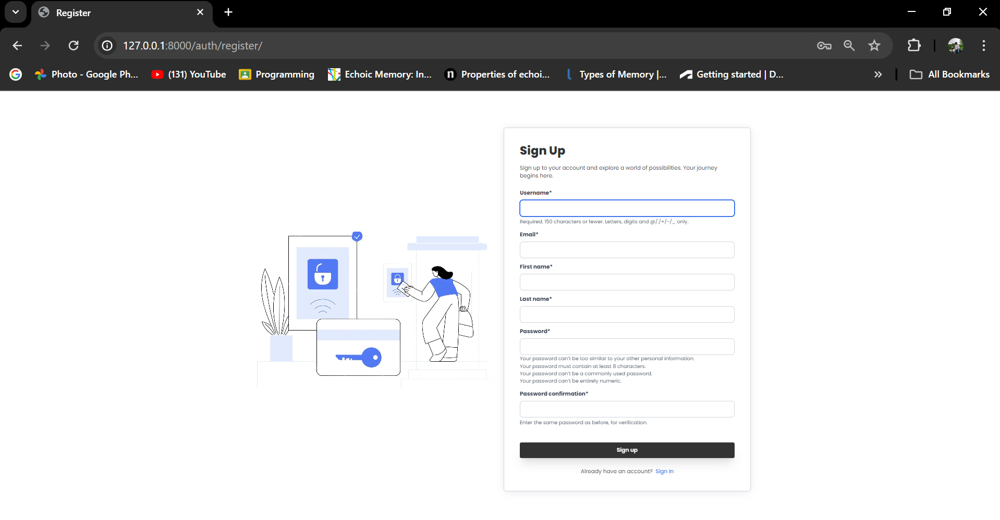 Register
127.0.0.1:8000/auth/register/
Photo - Google Ph...
(131) YouTube
Programming
Echoic Memory: In...
Properties of echoi...
Types of Memory |...
Getting started | D...
All Bookmarks
Sign Up
Sign up to your account and explore a world of possibilities. Your journey
begins here.
Username*
Required. 150 characters or fewer. Letters, digits and @/./+/-/_ only.
Email*
First name*
Last name*
Password*
Your password can't be too similar to your other personal information.
Your password must contain at least 8 characters.
Your password can't be a commonly used password.
Your password can't be entirely numeric.
Password confirmation*
Enter the same password as before, for verification.
Sign up
Already have an account? Sign In